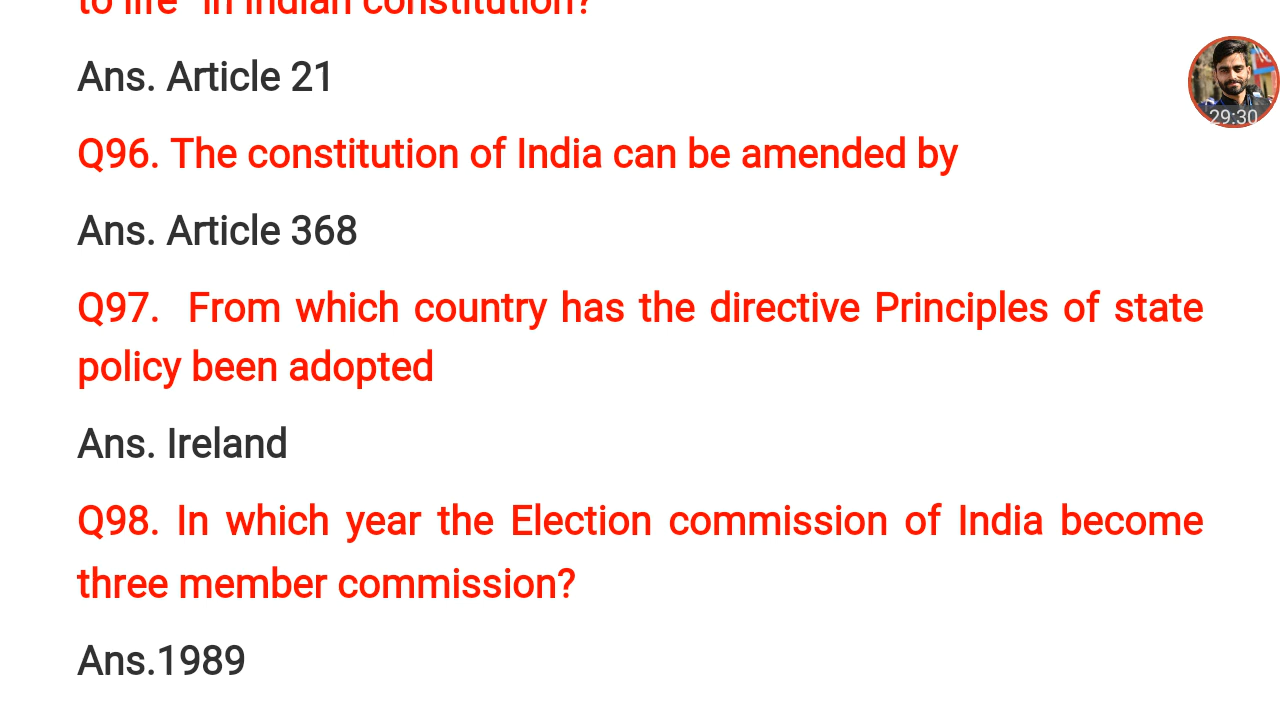 to life" in Indian constitution?
Ans. Article 21
29:30
Q96. The constitution of India can be amended by
Ans. Article 368
Q97. From which country has the directive Principles of state
policy been adopted
Ans. Ireland
Q98. In which year the Election commission of India become
three member commission?
Ans.1989